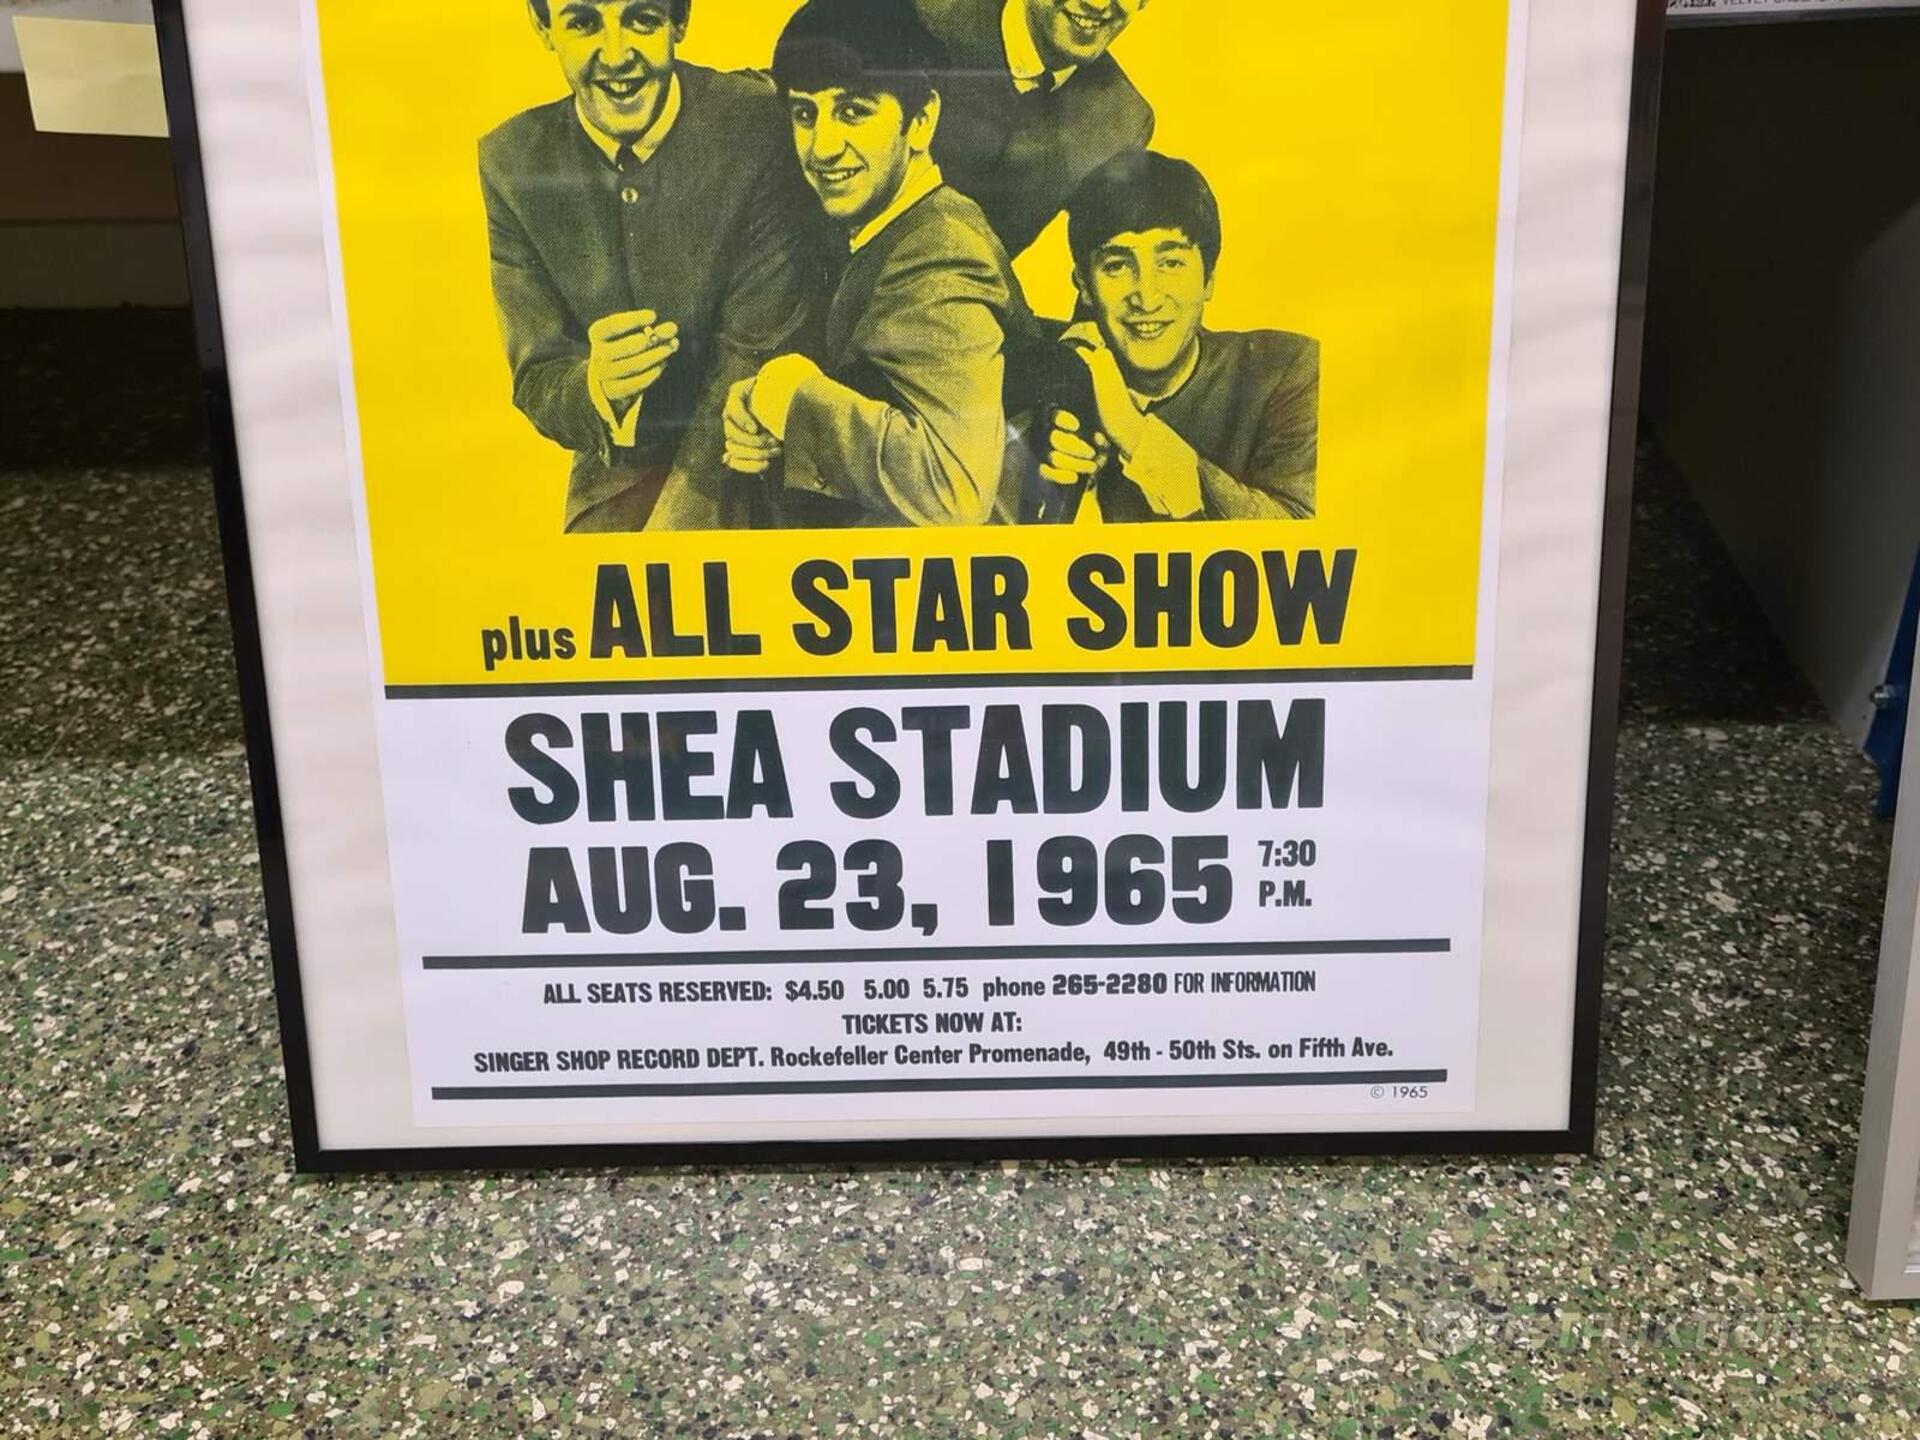 plus ALL STAR SHOW
SHEA STADIUM
AUG. 23, 1965 7:30 P.M.
ALL SEATS RESERVED: $4.50 5.00 5.75 phone 265-2280 FOR INFORMATION
TICKETS NOW AT:
SINGER SHOP RECORD DEPT. Rockefeller Center Promenade, 49th - 50th Sts. on Fifth Ave.
© 1965